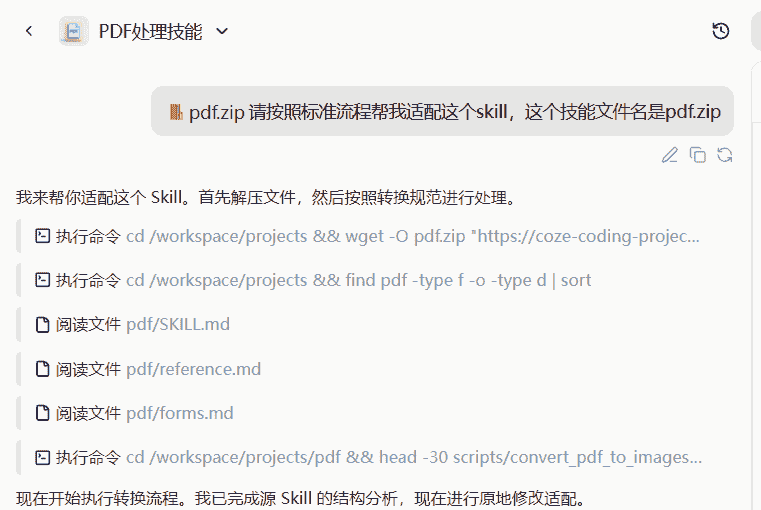 PDF处理技能
pdf.zip 请按照标准流程帮我适配这个skill，这个技能文件名是pdf.zip
我来帮你适配这个 Skill。首先解压文件，然后按照转换规范进行处理。
执行命令 cd /workspace/projects && wget -O pdf.zip "https://coze-coding-projec...
执行命令 cd /workspace/projects && find pdf -type f -o -type d | sort
阅读文件 pdf/SKILL.md
阅读文件 pdf/reference.md
阅读文件 pdf/forms.md
执行命令 cd /workspace/projects/pdf && head -30 scripts/convert_pdf_to_images...
现在开始执行转换流程。我已完成源 Skill 的结构分析，现在进行原地修改适配。